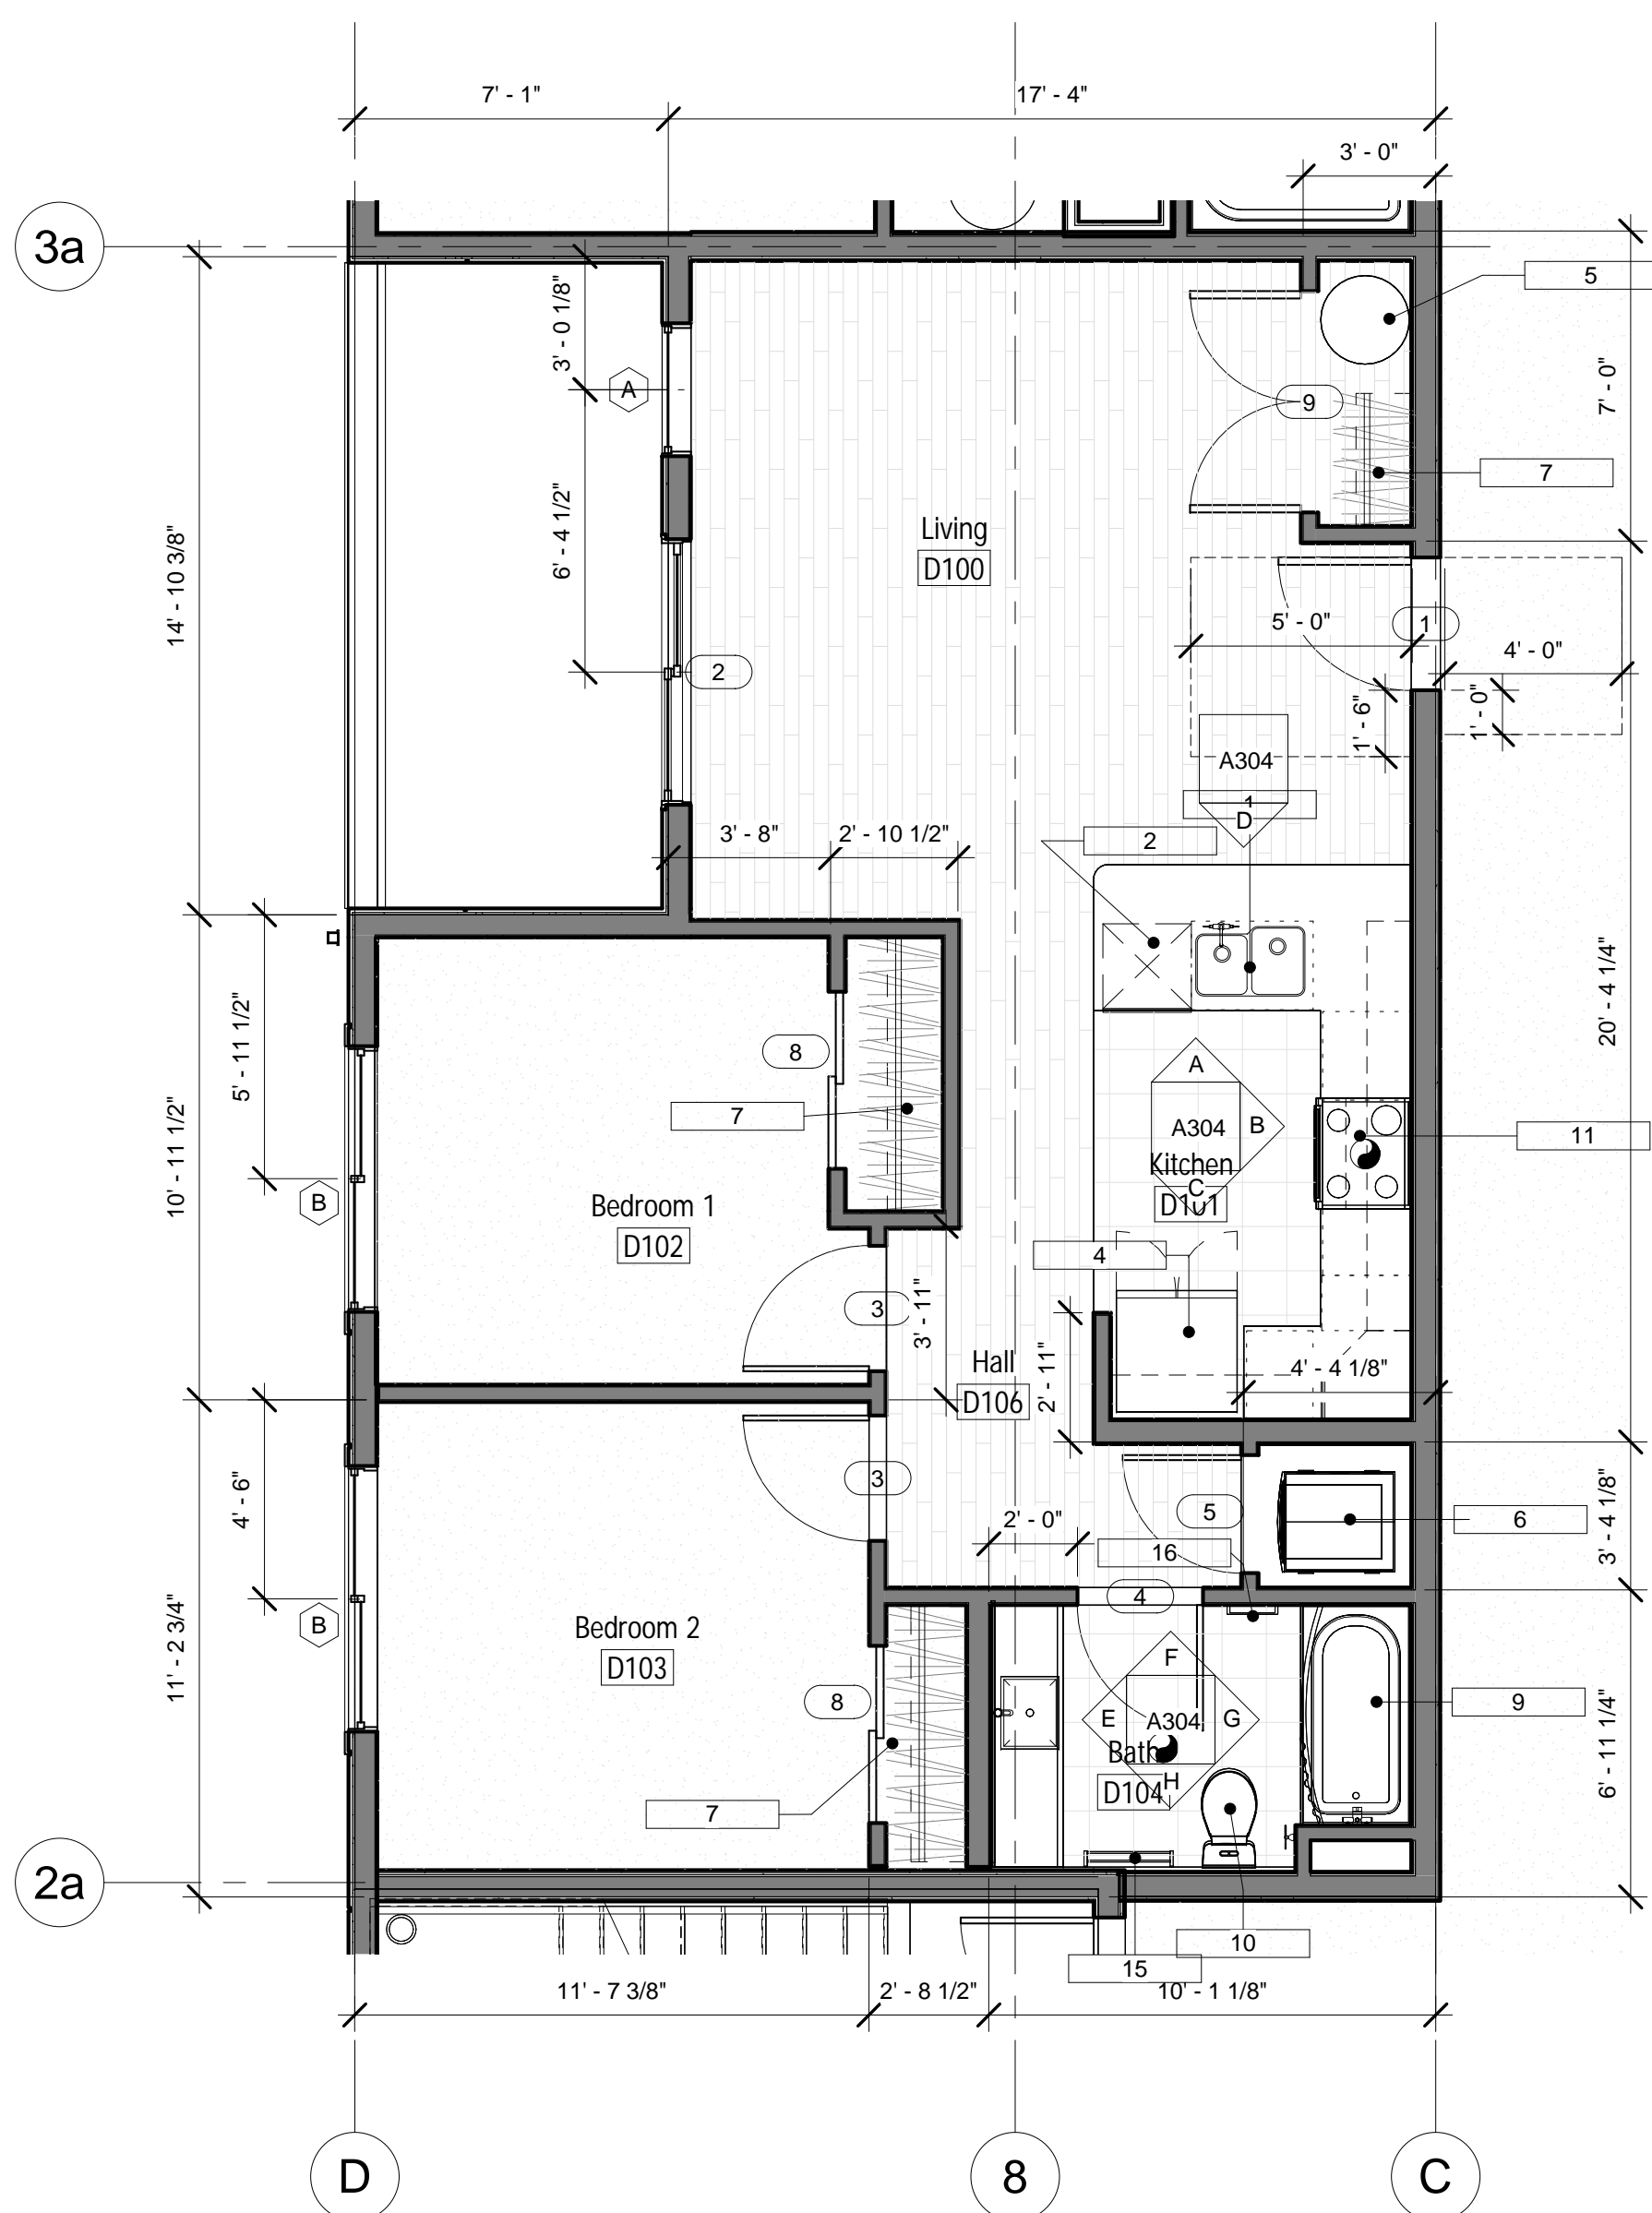 7' - 1"
17' - 4"
3' - 0"
3a
5
3' - 0 1/8"
A
9
7' - 0"
7
6' - 4 1/2"
Living
D100
14' - 10 3/8"
5' - 0"
1
4' - 0"
2
1' - 6"
1' - 0"
A304
1
D
3' - 8"
2' - 10 1/2"
2
5' - 11 1/2"
20' - 4 1/4"
8
A
7
A304
B
11
10' - 11 1/2"
Kitchen
C
D101
B
Bedroom 1
D102
4
3
3' - 11"
Hall
D106
2' - 11"
4' - 4 1/8"
4' - 6"
3
5
6
3' - 4 1/8"
2' - 0"
16
4
B
Bedroom 2
D103
11' - 2 3/4"
F
8
E
A304
G
9
Bath
D104
H
6' - 11 1/4"
7
2a
10
15
11' - 7 3/8"
2' - 8 1/2"
10' - 1 1/8"
D
8
C